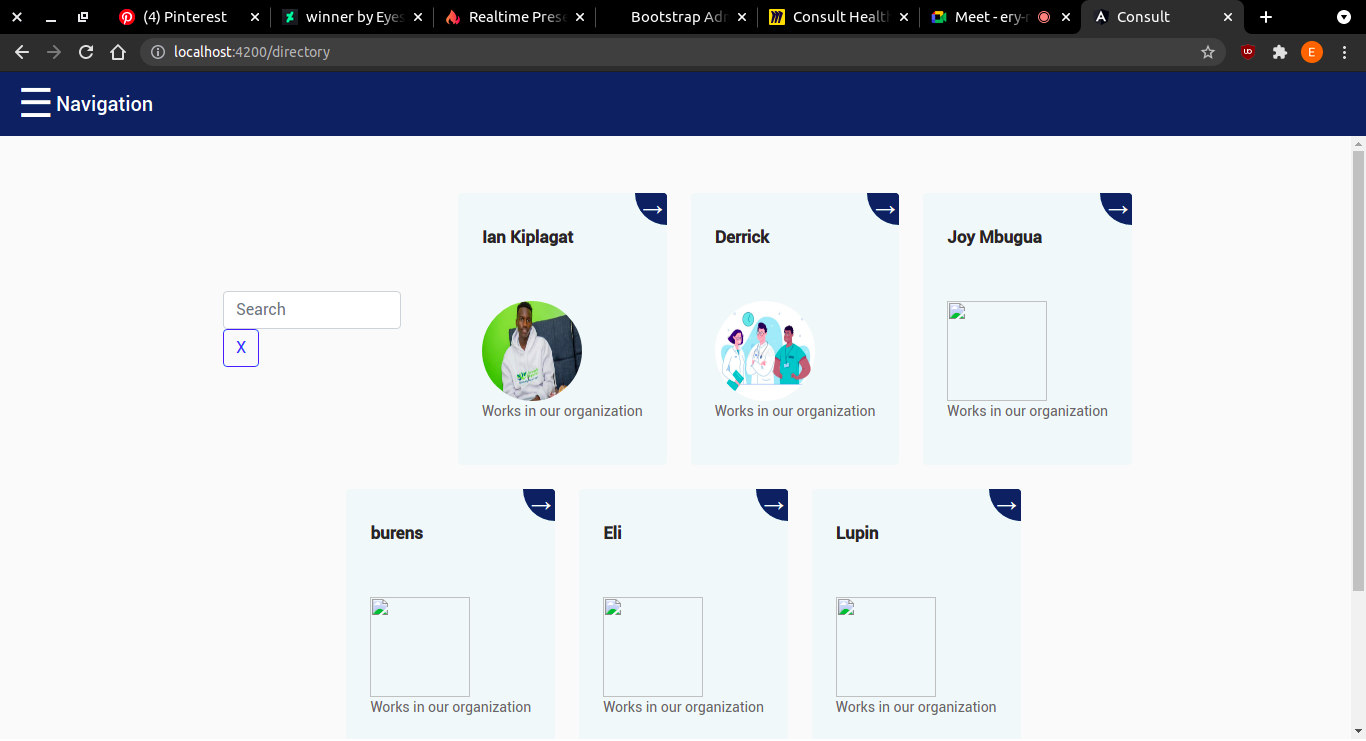 (4) Pinterest
winner by Eyes
Realtime Prese
Bootstrap Adm
Consult Health
Meet - ery-r
Consult
localhost:4200/directory
E
Navigation
Search
X
Ian Kiplagat
Works in our organization
Derrick
Works in our organization
Joy Mbugua
Works in our organization
burens
Works in our organization
Eli
Works in our organization
Lupin
Works in our organization